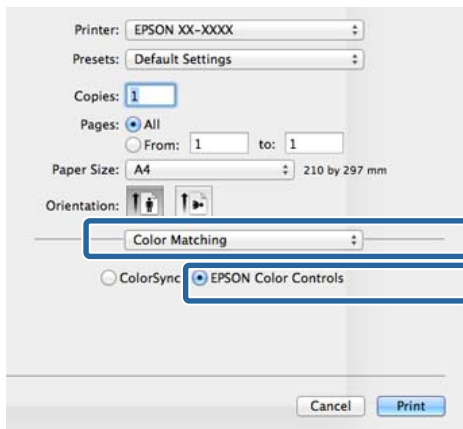 Printer: EPSON XX-XXXX
Presets: Default Settings
Copies: 1
Pages: All
From: 1 to: 1
Paper Size: A4 210 by 297 mm
Orientation:
Color Matching
ColorSync EPSON Color Controls
Cancel Print